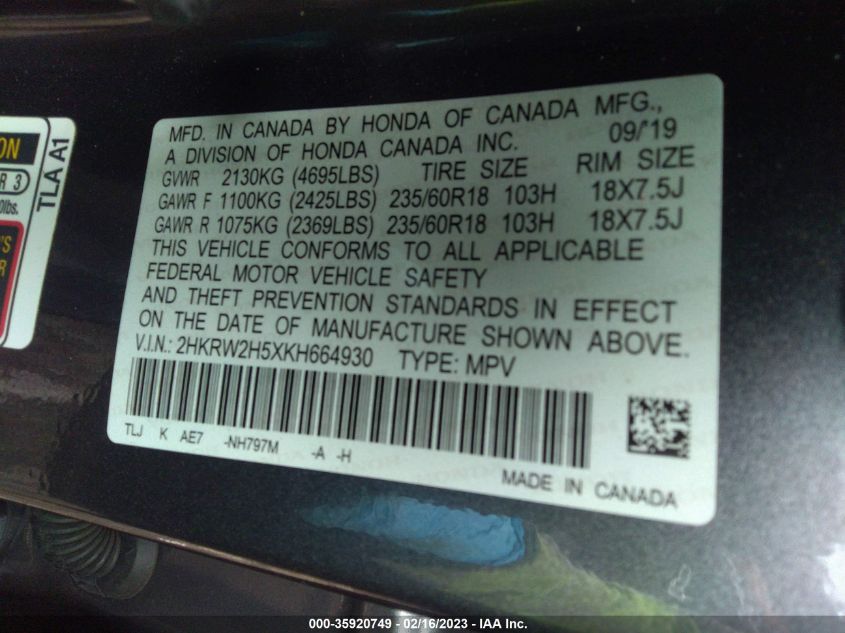 MFD. IN CANADA BY HONDA OF CANADA MFG.,
A DIVISION OF HONDA CANADA INC. 09/'19
GVWR 2130KG (4695LBS) TIRE SIZE RIM SIZE
GAWR F 1100KG (2425LBS) 235/60R18 103H 18X7.5J
GAWR R 1075KG (2369LBS) 235/60R18 103H 18X7.5J
THIS VEHICLE CONFORMS TO ALL APPLICABLE
FEDERAL MOTOR VEHICLE SAFETY
AND THEFT PREVENTION STANDARDS IN EFFECT
ON THE DATE OF MANUFACTURE SHOWN ABOVE.
V.I.N.: 2HKRW2H5XKH664930 TYPE: MPV
TLJ K AE7 -NH797M -A -H
MADE IN CANADA
TLA A1
ON
R 3
0lbs.
'S
R
000-35920749 - 02/16/2023 - IAA Inc.